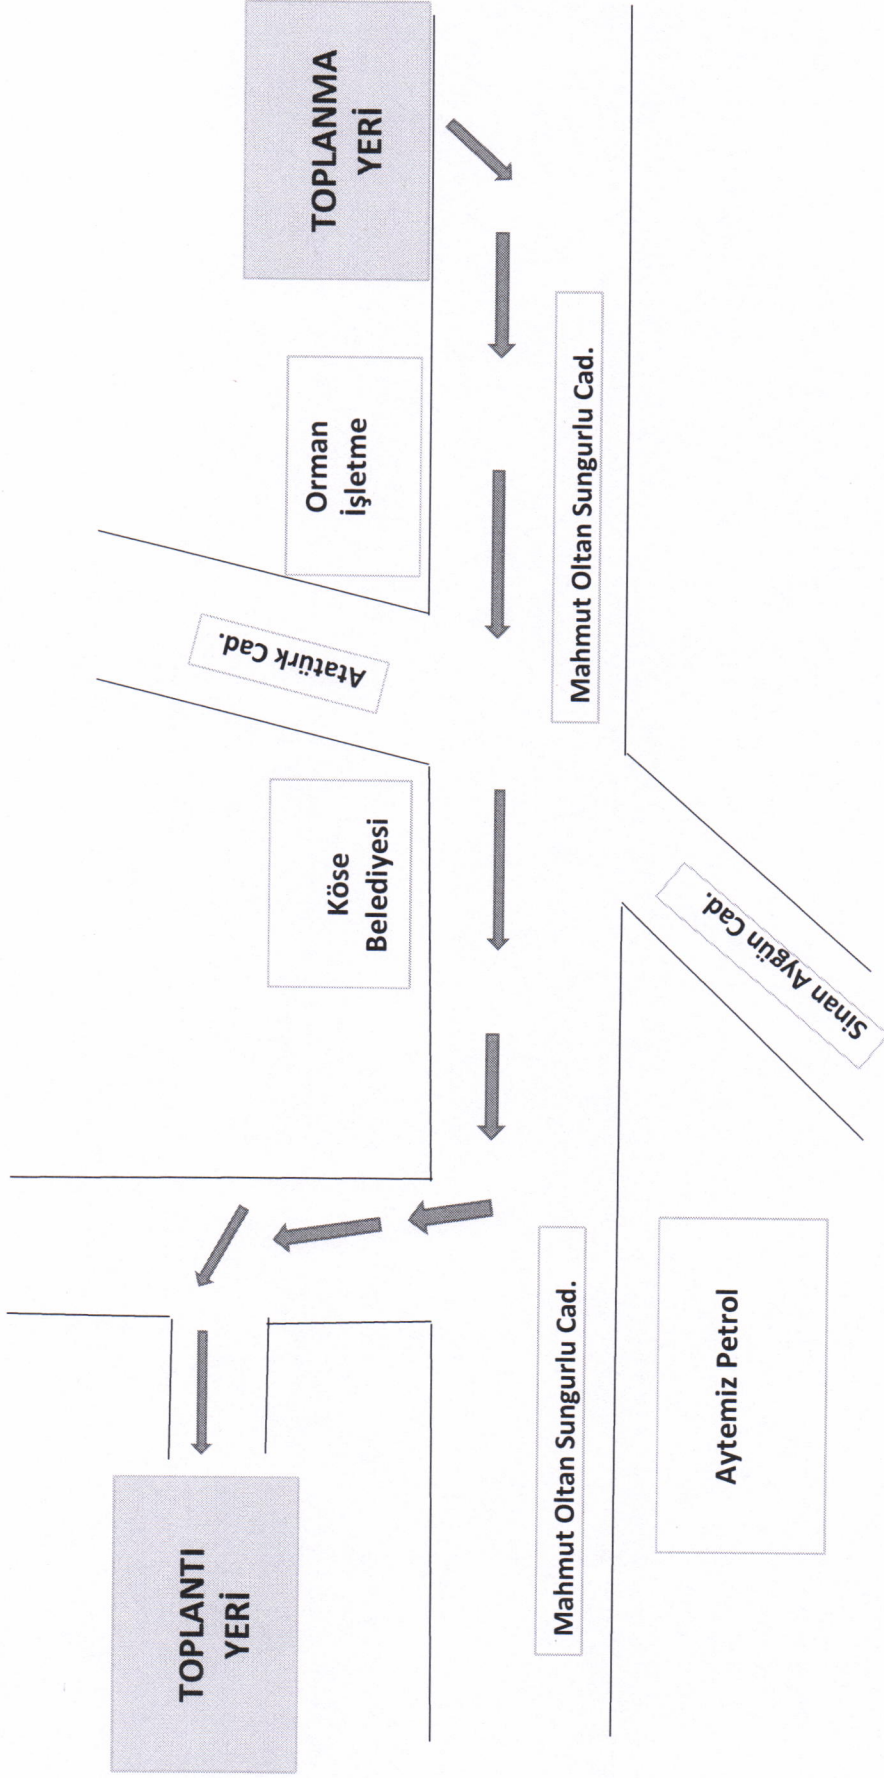 TOPLANTI
YERİ
Köse
Belediyesi
Atatürk Cad.
Orman
İşletme
TOPLANMA
YERİ
Mahmut Oltan Sungurlu Cad.
Mahmut Oltan Sungurlu Cad.
Aytemiz Petrol
Sinan Aygün Cad.